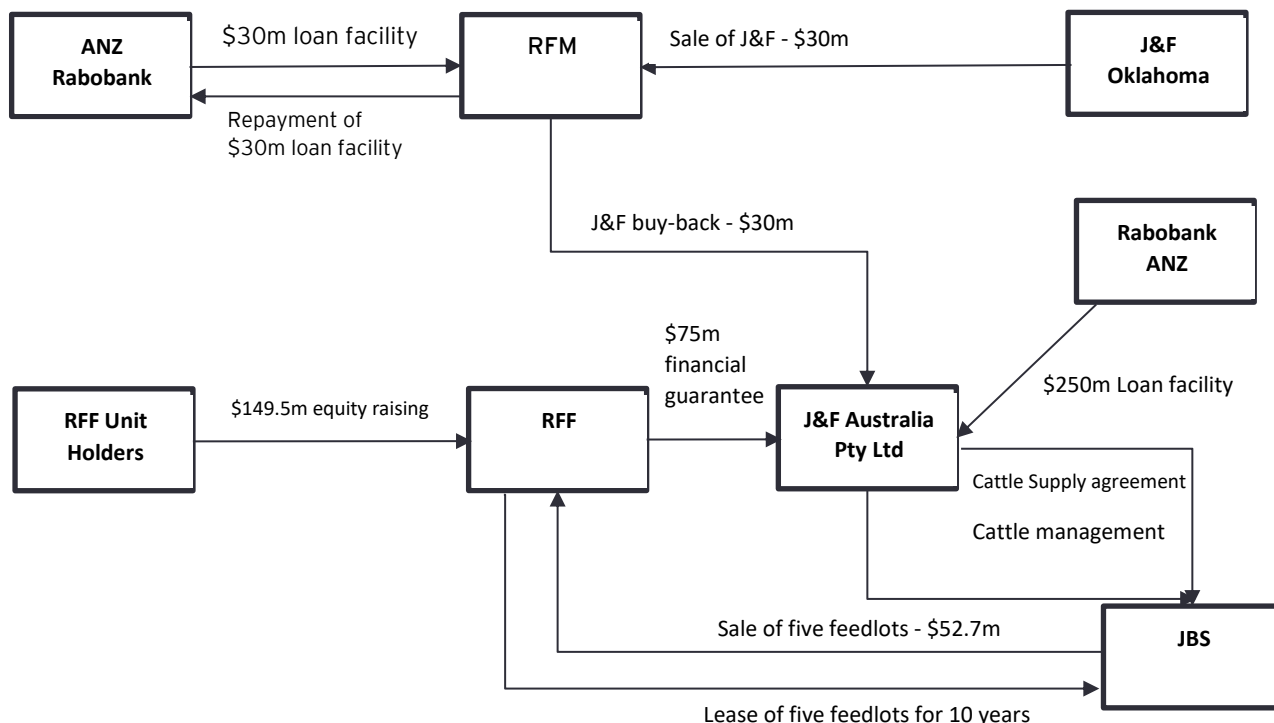 ANZ
Rabobank
$30m loan facility
RFM
Sale of J&F - $30m
J&F
Oklahoma
Repayment of
$30m loan facility
J&F buy-back - $30m
Rabobank
ANZ
$75m
financial
guarantee
$250m Loan facility
RFF Unit
Holders
$149.5m equity raising
RFF
J&F Australia
Pty Ltd
Cattle Supply agreement
Cattle management
Sale of five feedlots - $52.7m
JBS
Lease of five feedlots for 10 years